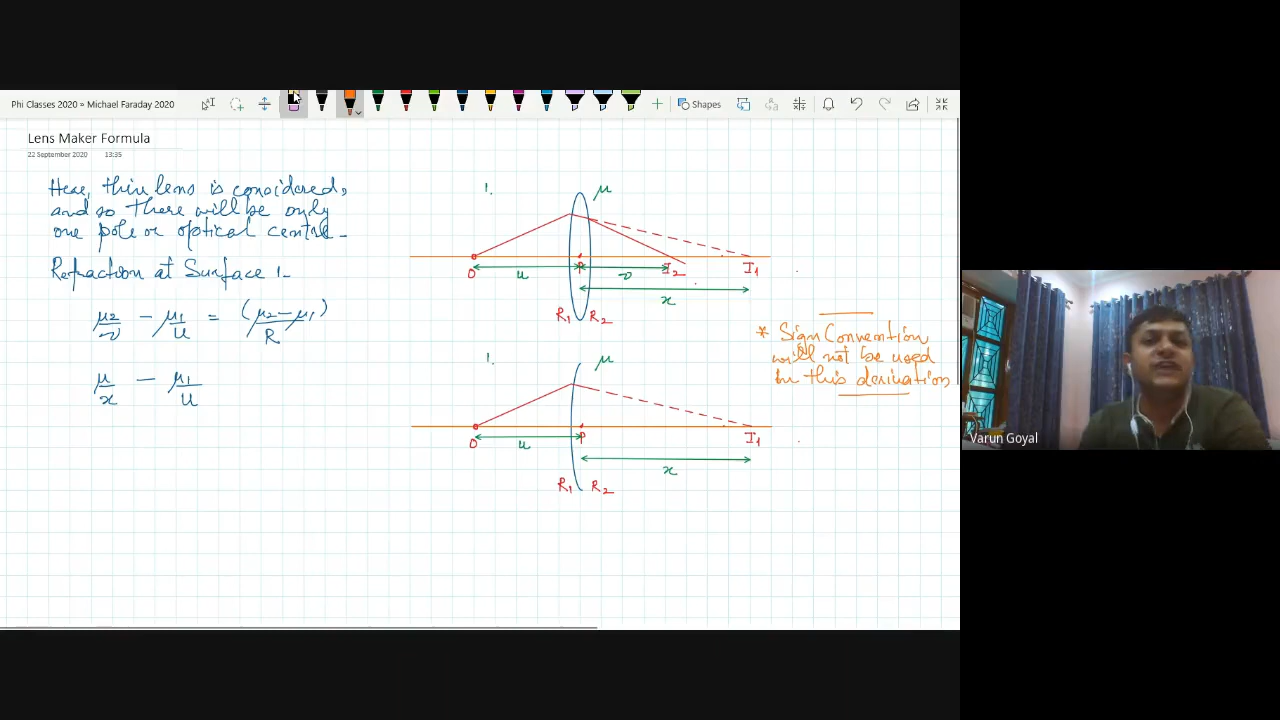 Phi Classes 2020 » Michael Faraday 2020
Shapes
Lens Maker Formula
22 September 2020 13:35
Here, thin lens is considered,
and so there will be only
one pole or optical centre.
Refraction at Surface 1-
μ2/v - μ1/u = (μ2-μ1)/R
μ/x - μ1/u
1. μ
O u P v I2 I1
x
R1 R2
1. μ
O u P I1
x
R1 R2
* Sign Convention
will not be used
in this derivation
Varun Goyal